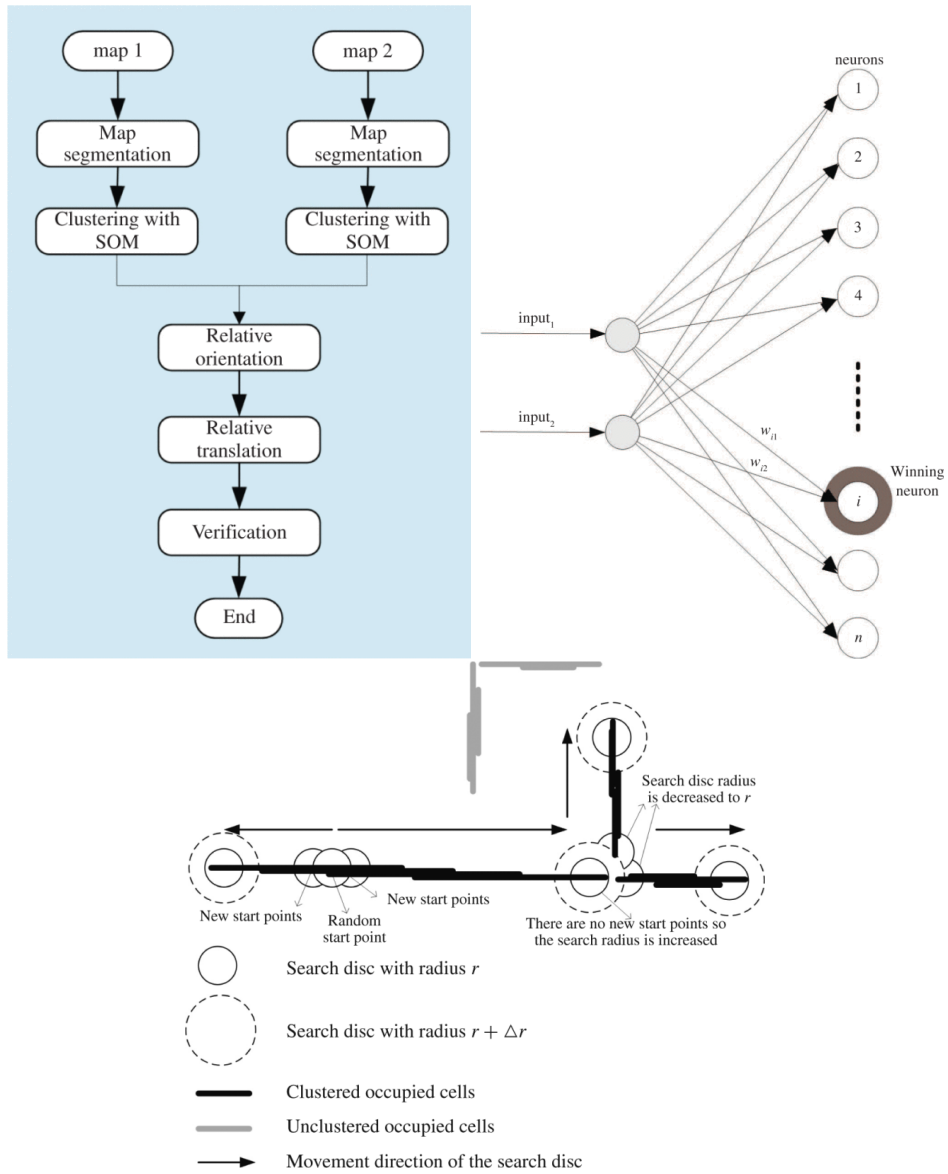 map 1
map 2
Map
segmentation
Map
segmentation
Clustering with
SOM
Clustering with
SOM
Relative
orientation
Relative
translation
Verification
End
neurons
1
2
3
4
input1
input2
wi1
wi2
Winning
neuron
i
n
Search disc radius
is decreased to r
New start points
New start points
Random
start point
There are no new start points so
the search radius is increased
Search disc with radius r
Search disc with radius r + △r
Clustered occupied cells
Unclustered occupied cells
Movement direction of the search disc